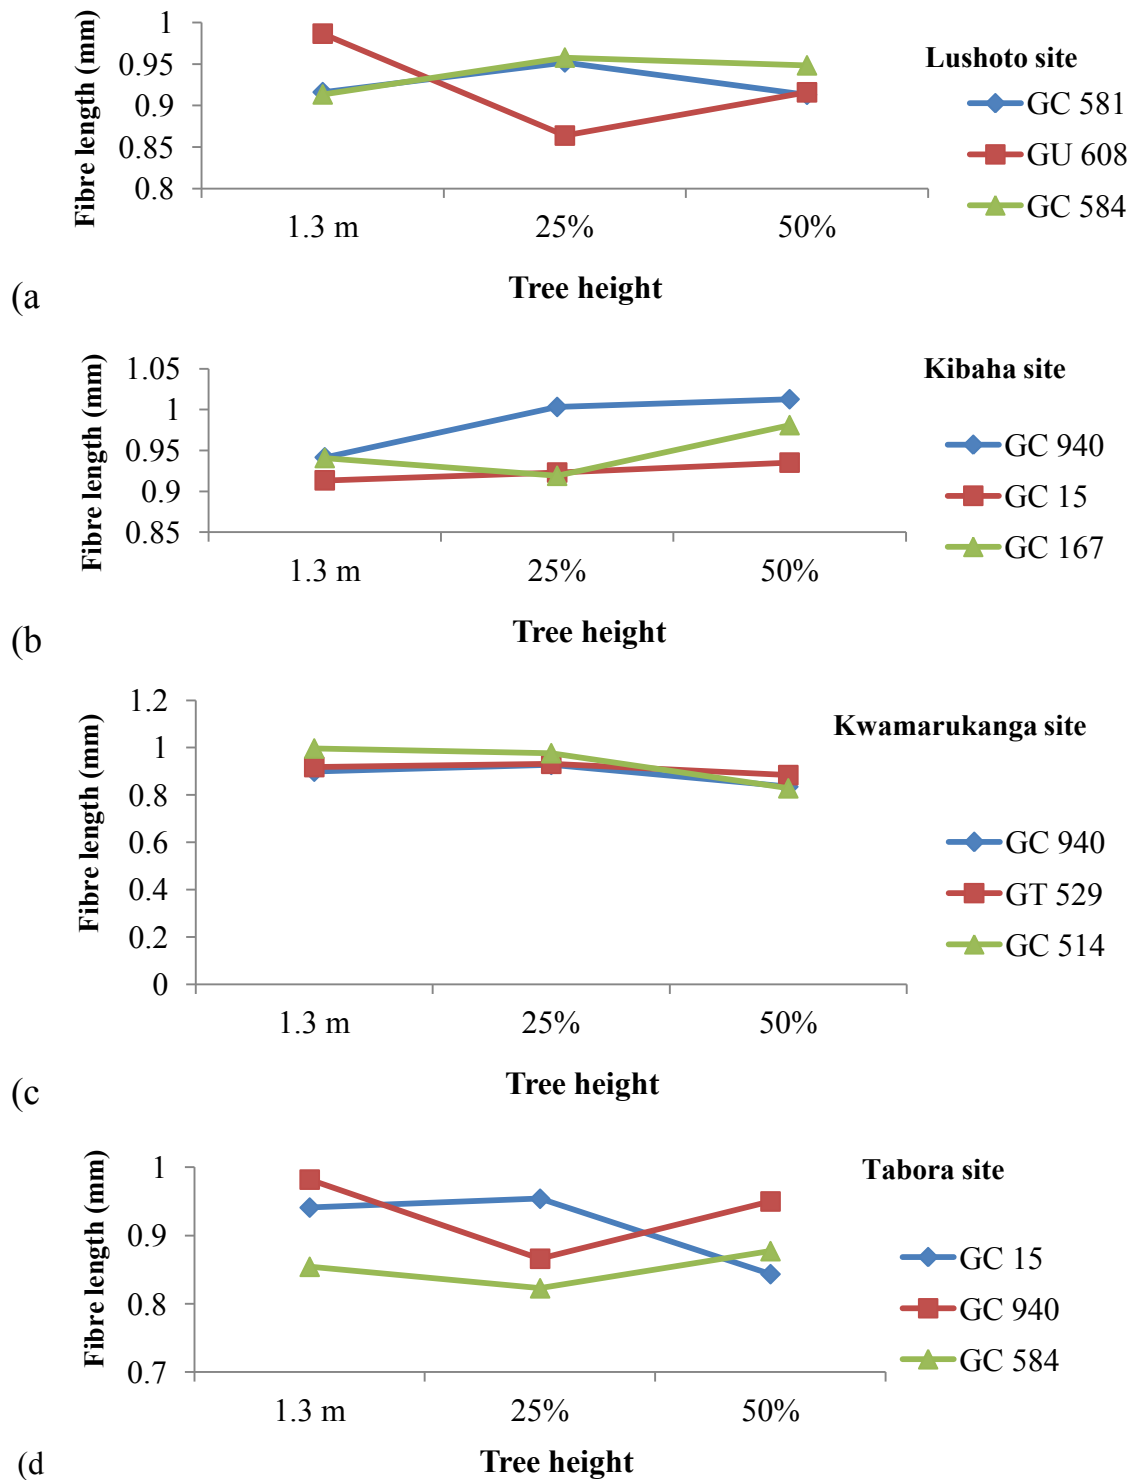 Fibre length (mm)
1
0.95
0.9
0.85
0.8
1.3 m 25% 50%
Tree height
Lushoto site
GC 581
GU 608
GC 584
(a
Fibre length (mm)
1.05
1
0.95
0.9
0.85
1.3 m 25% 50%
Tree height
Kibaha site
GC 940
GC 15
GC 167
(b
Fibre length (mm)
1.2
1
0.8
0.6
0.4
0.2
0
1.3 m 25% 50%
Tree height
Kwamarukanga site
GC 940
GT 529
GC 514
(c
Fibre length (mm)
1
0.9
0.8
0.7
1.3 m 25% 50%
Tree height
Tabora site
GC 15
GC 940
GC 584
(d